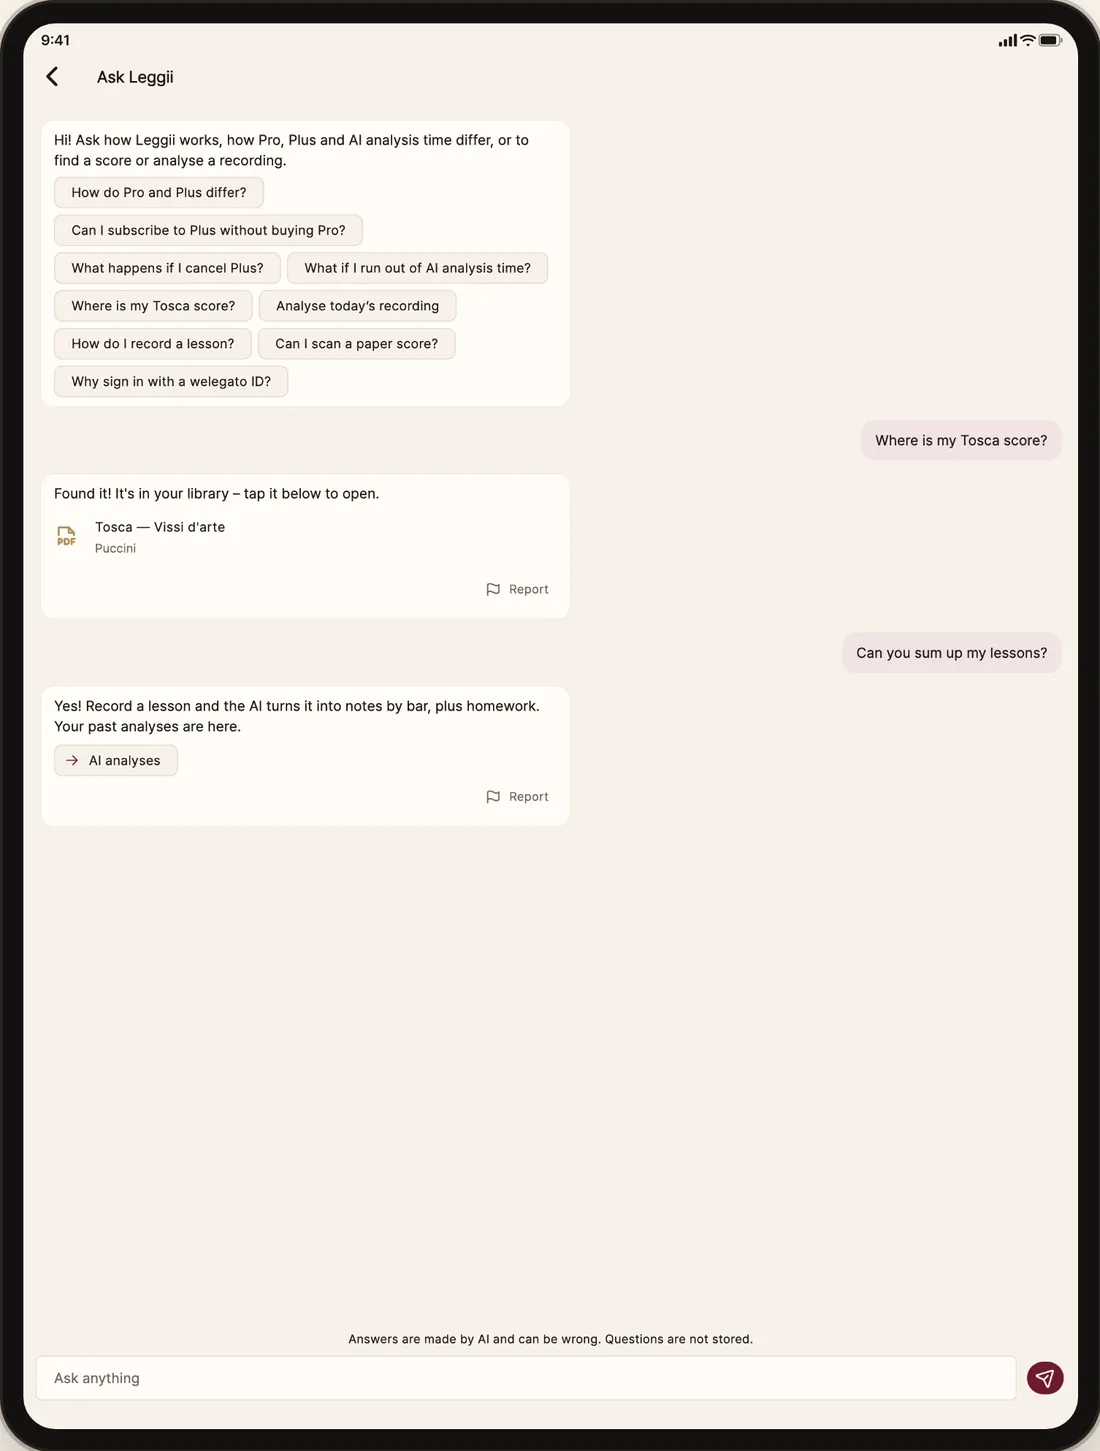 9:41
Ask Leggii
Hi! Ask how Leggii works, how Pro, Plus and AI analysis time differ, or to
find a score or analyse a recording.
How do Pro and Plus differ?
Can I subscribe to Plus without buying Pro?
What happens if I cancel Plus?
What if I run out of AI analysis time?
Where is my Tosca score?
Analyse today’s recording
How do I record a lesson?
Can I scan a paper score?
Why sign in with a welegato ID?
Where is my Tosca score?
Found it! It's in your library – tap it below to open.
PDF
Tosca — Vissi d'arte
Puccini
Report
Can you sum up my lessons?
Yes! Record a lesson and the AI turns it into notes by bar, plus homework.
Your past analyses are here.
AI analyses
Report
Answers are made by AI and can be wrong. Questions are not stored.
Ask anything